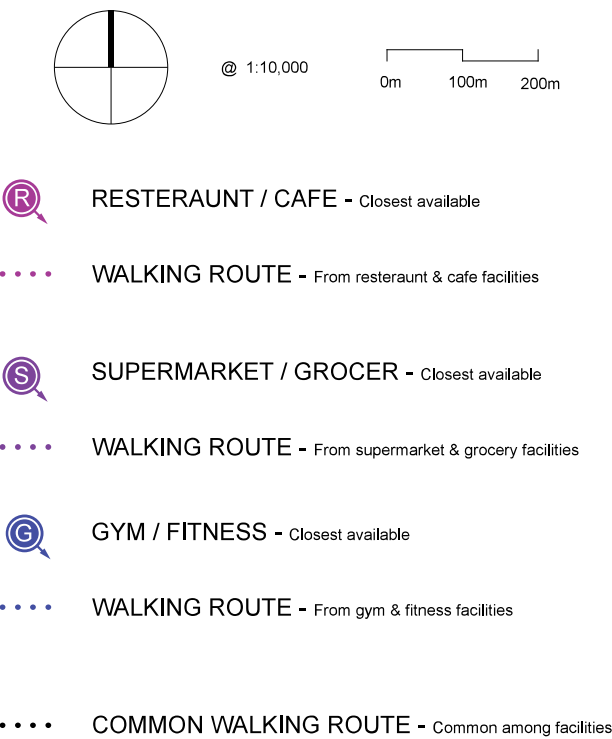 @ 1:10,000
0m 100m 200m
R RESTERAUNT / CAFE - Closest available
WALKING ROUTE - From resteraunt & cafe facilities
S SUPERMARKET / GROCER - Closest available
WALKING ROUTE - From supermarket & grocery facilities
G GYM / FITNESS - Closest available
WALKING ROUTE - From gym & fitness facilities
COMMON WALKING ROUTE - Common among facilities